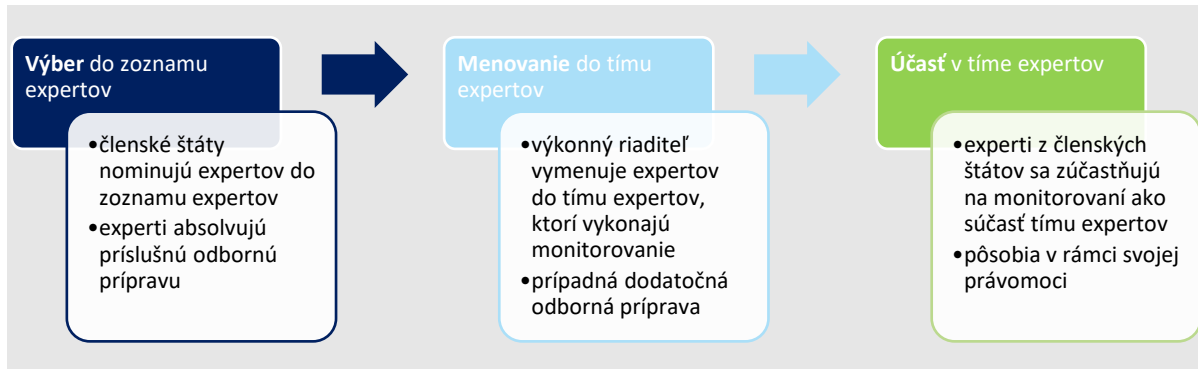 Výber do zoznamu
expertov
•členské štáty
nominujú expertov do
zoznamu expertov
•experti absolvujú
príslušnú odbornú
prípravu
Menovanie do tímu
expertov
•výkonný riaditeľ
vymenuje expertov
do tímu expertov,
ktorí vykonajú
monitorovanie
•prípadná dodatočná
odborná príprava
Účasť v tíme expertov
•experti z členských
štátov sa zúčastňujú
na monitorovaní ako
súčasť tímu expertov
•pôsobia v rámci svojej
právomoci